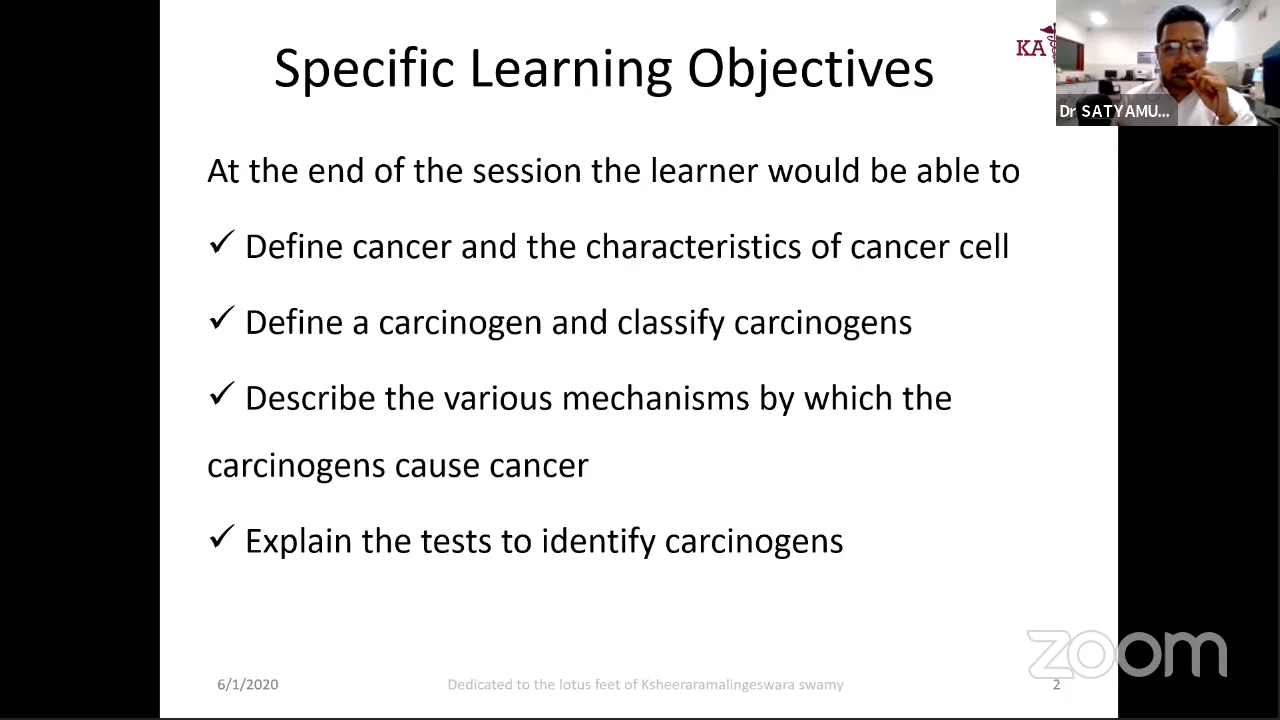 Specific Learning Objectives
KA
Dr SATYAMU...
At the end of the session the learner would be able to
✓ Define cancer and the characteristics of cancer cell
✓ Define a carcinogen and classify carcinogens
✓ Describe the various mechanisms by which the
carcinogens cause cancer
✓ Explain the tests to identify carcinogens
zoom
6/1/2020
Dedicated to the lotus feet of Ksheeraramalingeswara swamy
2